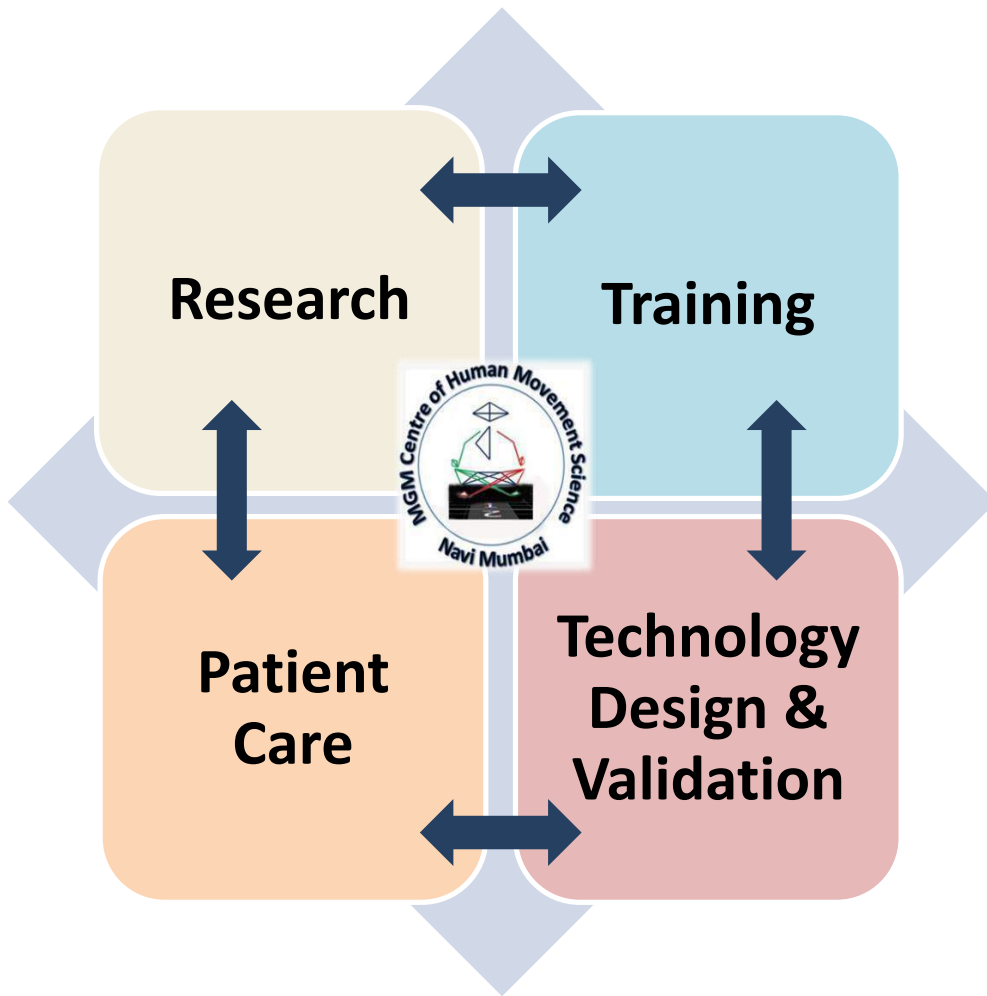 Research
Training
MGM Centre of Human Movement Science
Navi Mumbai
Patient
Care
Technology
Design &
Validation